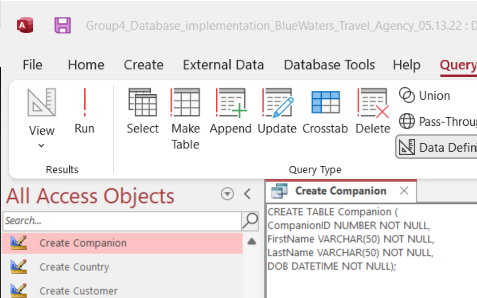 Group4_Database_implementation_BlueWaters_Travel_Agency_05.13.22 : D
File Home Create External Data Database Tools Help Query
View Run Select Make Table Append Update Crosstab Delete
Union
Pass-Throu
Data Defini
Results Query Type
All Access Objects
Search...
Create Companion
Create Country
Create Customer
Create Companion
CREATE TABLE Companion (
CompanionID NUMBER NOT NULL,
FirstName VARCHAR(50) NOT NULL,
LastName VARCHAR(50) NOT NULL,
DOB DATETIME NOT NULL);